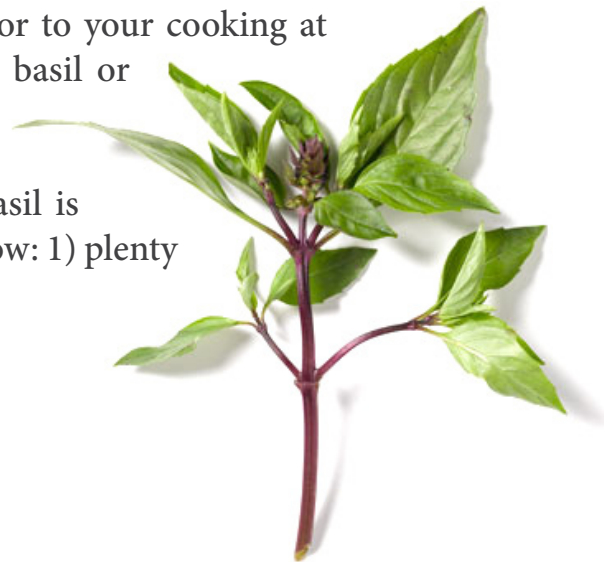 or to your cooking at
basil or
asil is
ow: 1) plenty